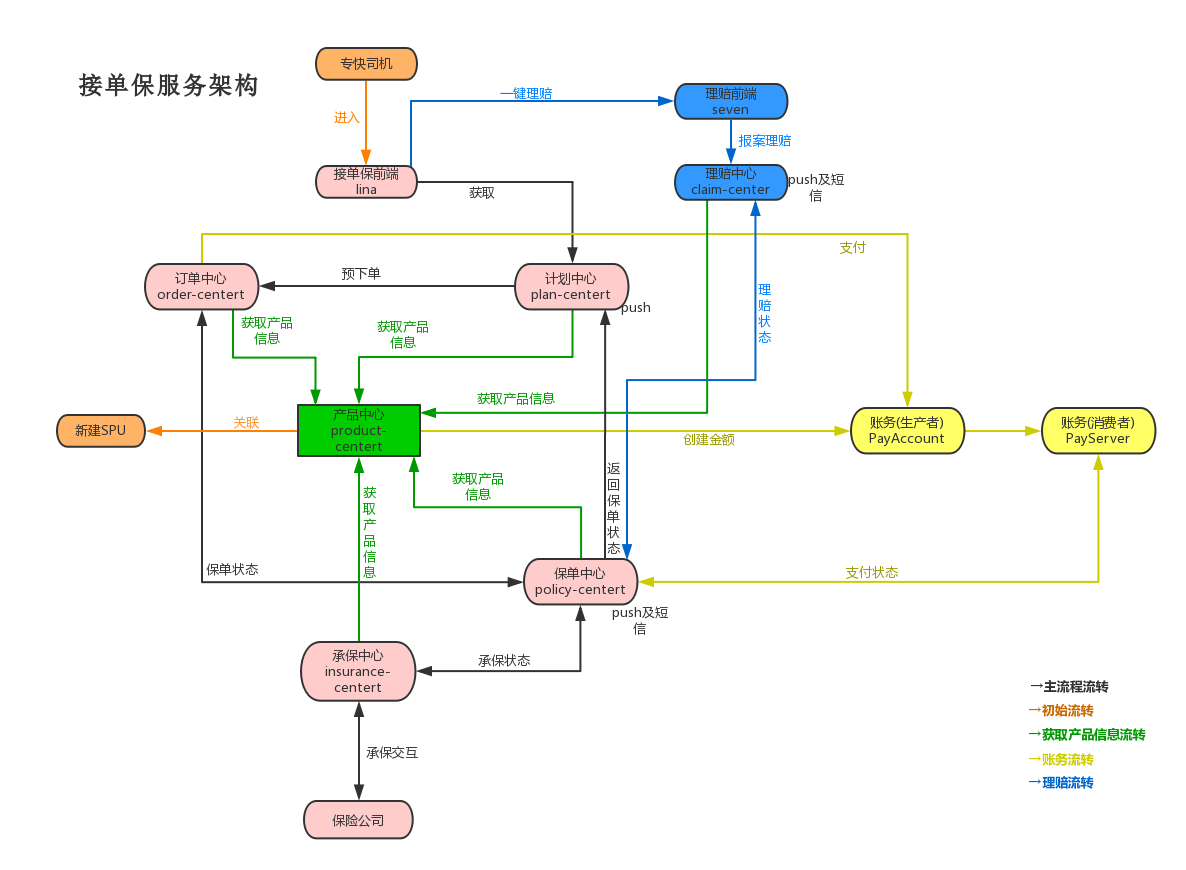 接单保服务架构
专快司机
进入
一键理赔
理赔前端
seven
报案理赔
接单保前端
lina
获取
理赔中心
claim-center
push及短
信
支付
订单中心
order-centert
预下单
计划中心
plan-centert
push
理
赔
状
态
获取产品
信息
获取产品
信息
获取产品信息
新建SPU
关联
产品中心
product-
centert
创建金额
账务(生产者)
PayAccount
账务(消费者)
PayServer
获取产品
信息
返
回
保
单
状
态
获
取
产
品
信
息
保单状态
保单中心
policy-centert
支付状态
push及短
信
承保中心
insurance-
centert
承保状态
承保交互
保险公司
→主流程流转
→初始流转
→获取产品信息流转
→账务流转
→理赔流转